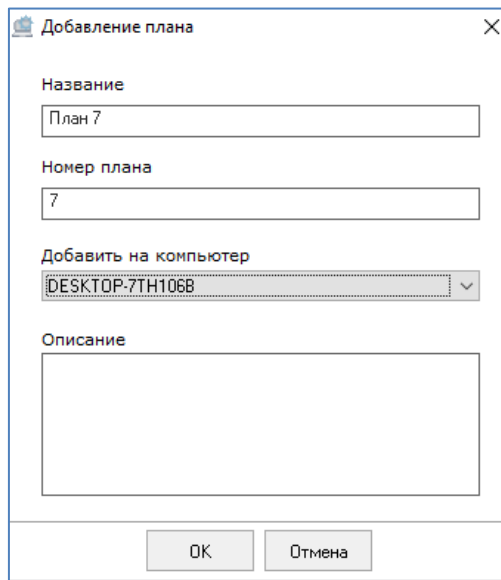 Добавление плана
Название
План 7
Номер плана
7
Добавить на компьютер
DESKTOP-7TH106B
Описание
OK
Отмена